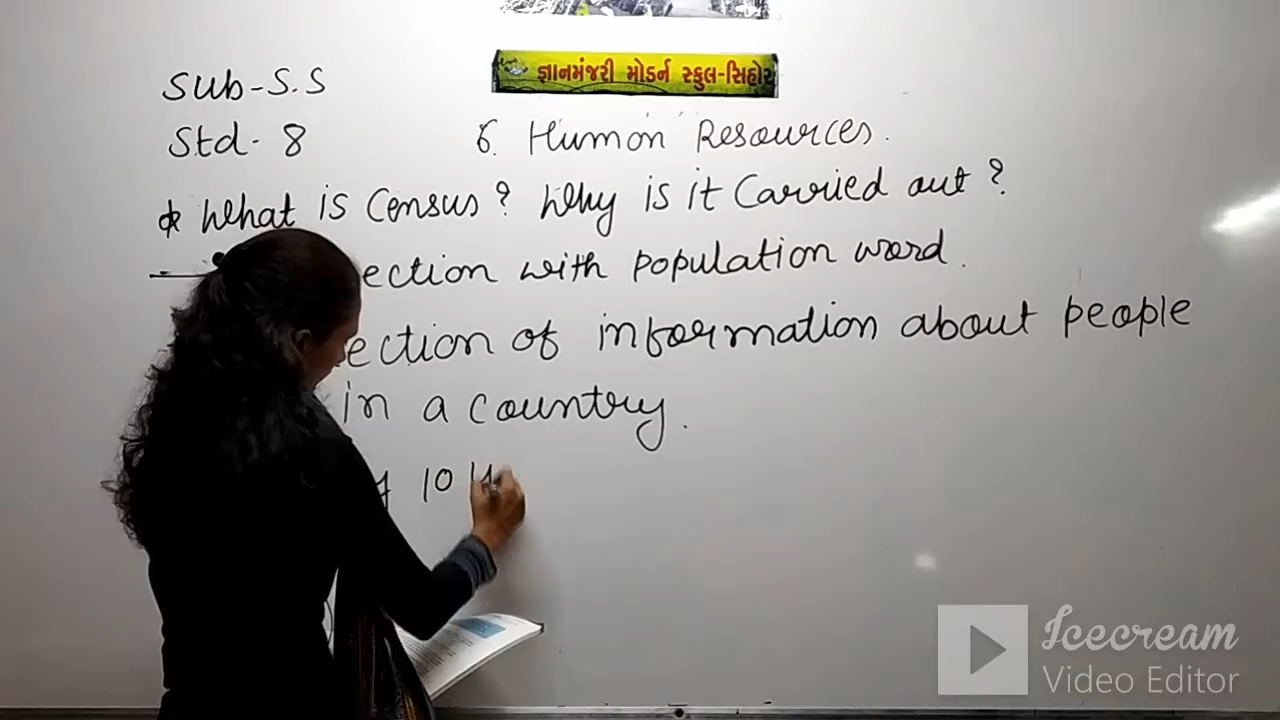 જ્ઞાનમંજરી મોડર્ન સ્કુલ-સિહોર
Sub-S.S
Std- 8
6. Human Resources.
What is Census? Why is it Carried out?
ection with population word.
ection of information about people
in a country.
10
Icecream
Video Editor